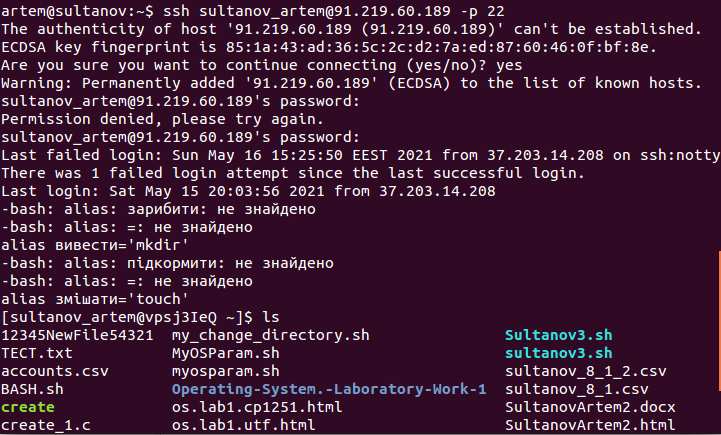 artem@sultanov:~$ ssh sultanov_artem@91.219.60.189 -p 22
The authenticity of host '91.219.60.189 (91.219.60.189)' can't be established.
ECDSA key fingerprint is 85:1a:43:ad:36:5c:2c:d2:7a:ed:87:60:46:0f:bf:8e.
Are you sure you want to continue connecting (yes/no)? yes
Warning: Permanently added '91.219.60.189' (ECDSA) to the list of known hosts.
sultanov_artem@91.219.60.189's password:
Permission denied, please try again.
sultanov_artem@91.219.60.189's password:
Last failed login: Sun May 16 15:25:50 EEST 2021 from 37.203.14.208 on ssh:notty
There was 1 failed login attempt since the last successful login.
Last login: Sat May 15 20:03:56 2021 from 37.203.14.208
-bash: alias: зарибити: не знайдено
-bash: alias: =: не знайдено
alias вивести='mkdir'
-bash: alias: підкормити: не знайдено
-bash: alias: =: не знайдено
alias змішати='touch'
[sultanov_artem@vpsj3IeQ ~]$ ls
12345NewFile54321 my_change_directory.sh Sultanov3.sh
TECT.txt MyOSParam.sh sultanov3.sh
accounts.csv myosparam.sh sultanov_8_1_2.csv
BASH.sh Operating-System.-Laboratory-Work-1 sultanov_8_1.csv
create os.lab1.cp1251.html SultanovArtem2.docx
create_1.c os.lab1.utf.html SultanovArtem2.html